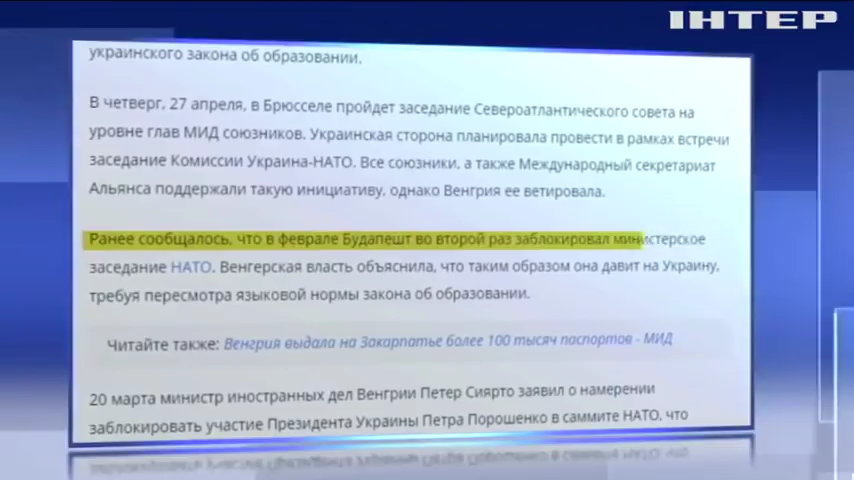 ІНТЕР
украинского закона об образовании.
В четверг, 27 апреля, в Брюсселе пройдет заседание Североатлантического совета на
уровне глав МИД союзников. Украинская сторона планировала провести в рамках встречи
заседание Комиссии Украина-НАТО. Все союзники, а также Международный секретариат
Альянса поддержали такую инициативу, однако Венгрия ее ветировала.
Ранее сообщалось, что в феврале Будапешт во второй раз заблокировал министерское
заседание НАТО. Венгерская власть объяснила, что таким образом она давит на Украину,
требуя пересмотра языковой нормы закона об образовании.
Читайте также: Венгрия выдала на Закарпатье более 100 тысяч паспортов - МИД
20 марта министр иностранных дел Венгрии Петер Сиярто заявил о намерении
заблокировать участие Президента Украины Петра Порошенко в саммите НАТО, что